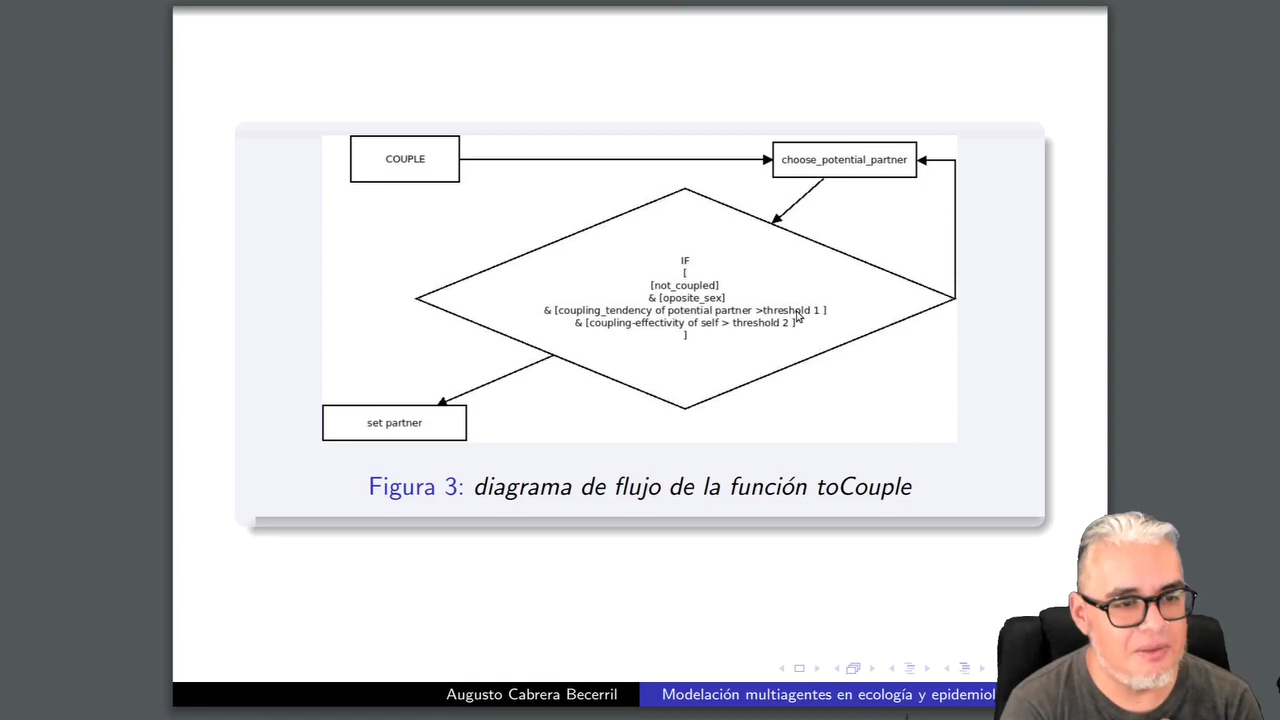 COUPLE
choose_potential_partner
IF
[
[not_coupled]
& [oposite_sex]
& [coupling_tendency of potential partner >threshold 1 ]
& [coupling-effectivity of self > threshold 2 ]
]
set partner
Figura 3: diagrama de flujo de la función toCouple
Augusto Cabrera Becerril
Modelación multiagentes en ecología y epidemiol